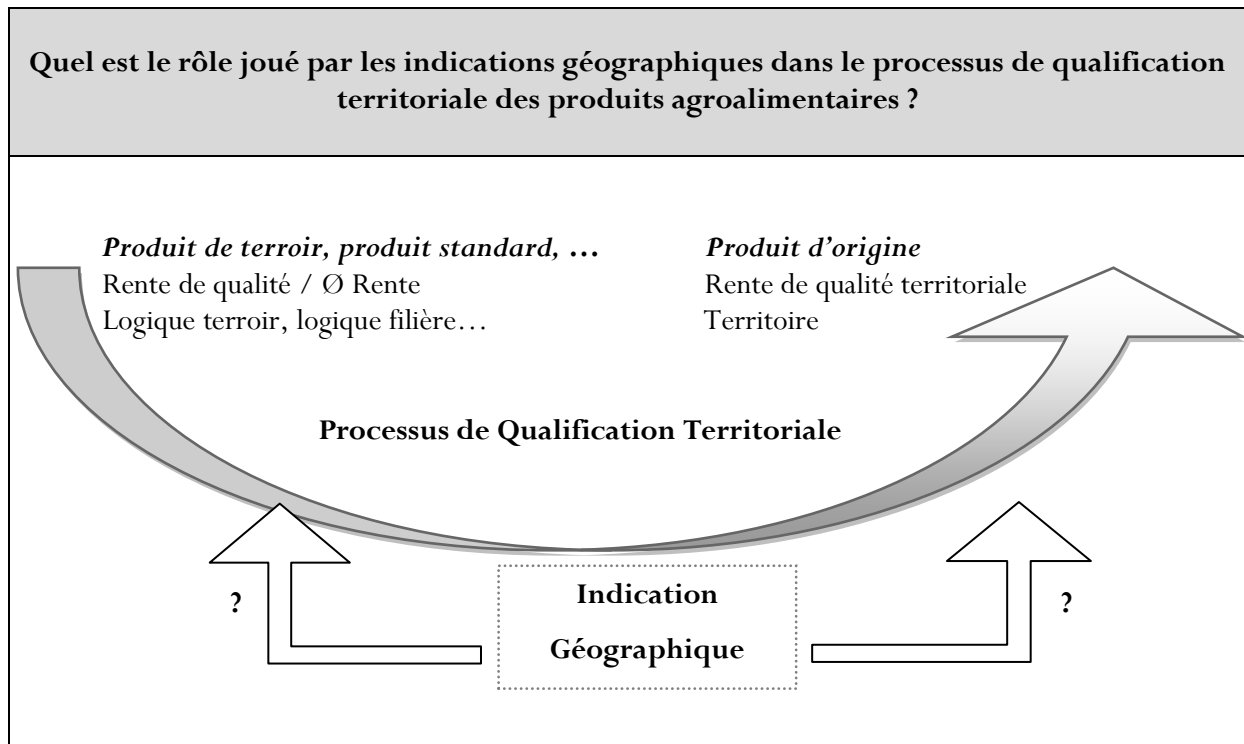 Quel est le rôle joué par les indications géographiques dans le processus de qualification
territoriale des produits agroalimentaires ?
Produit de terroir, produit standard, …
Rente de qualité / Ø Rente
Logique terroir, logique filière…
Produit d’origine
Rente de qualité territoriale
Territoire
Processus de Qualification Territoriale
?
Indication
Géographique
?